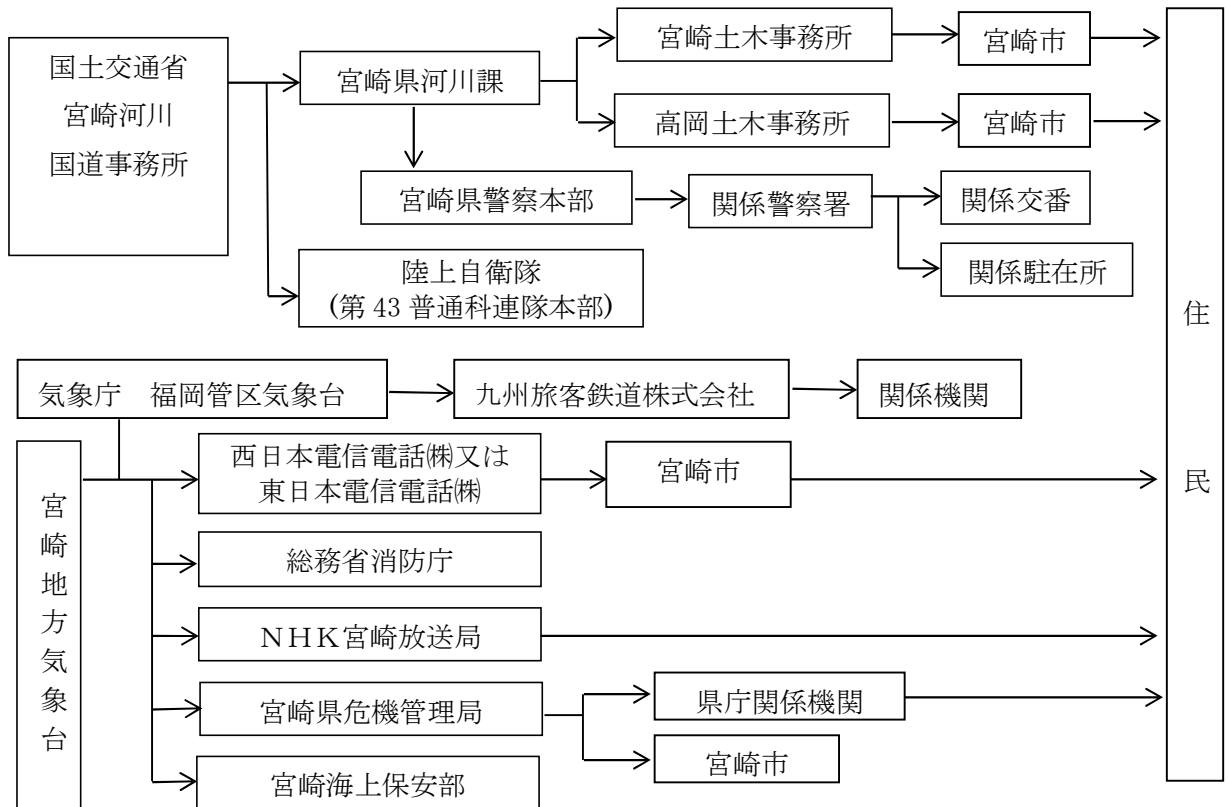 国土交通省
宮崎河川
国道事務所
宮崎県河川課
宮崎土木事務所
宮崎市
高岡土木事務所
宮崎市
宮崎県警察本部
関係警察署
関係交番
関係駐在所
陸上自衛隊
(第 43 普通科連隊本部)
住民
気象庁　福岡管区気象台
九州旅客鉄道株式会社
関係機関
宮崎地方気象台
西日本電信電話㈱又は
東日本電信電話㈱
宮崎市
総務省消防庁
ＮＨＫ宮崎放送局
宮崎県危機管理局
県庁関係機関
宮崎市
宮崎海上保安部